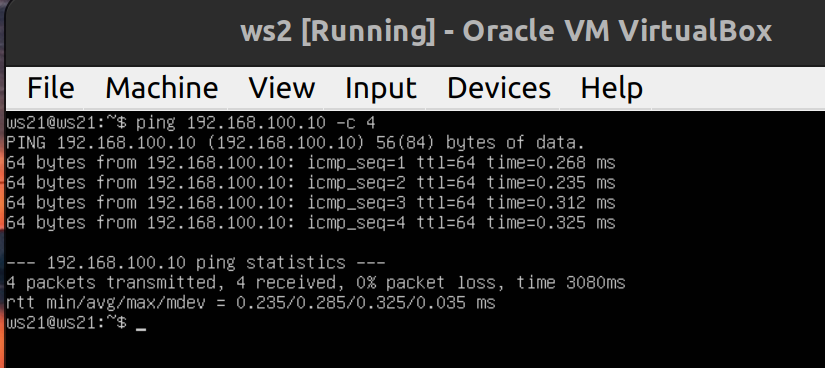 ws2 [Running] - Oracle VM VirtualBox
File Machine View Input Devices Help
ws21@ws21:~$ ping 192.168.100.10 -c 4
PING 192.168.100.10 (192.168.100.10) 56(84) bytes of data.
64 bytes from 192.168.100.10: icmp_seq=1 ttl=64 time=0.268 ms
64 bytes from 192.168.100.10: icmp_seq=2 ttl=64 time=0.235 ms
64 bytes from 192.168.100.10: icmp_seq=3 ttl=64 time=0.312 ms
64 bytes from 192.168.100.10: icmp_seq=4 ttl=64 time=0.325 ms
--- 192.168.100.10 ping statistics ---
4 packets transmitted, 4 received, 0% packet loss, time 3080ms
rtt min/avg/max/mdev = 0.235/0.285/0.325/0.035 ms
ws21@ws21:~$ _